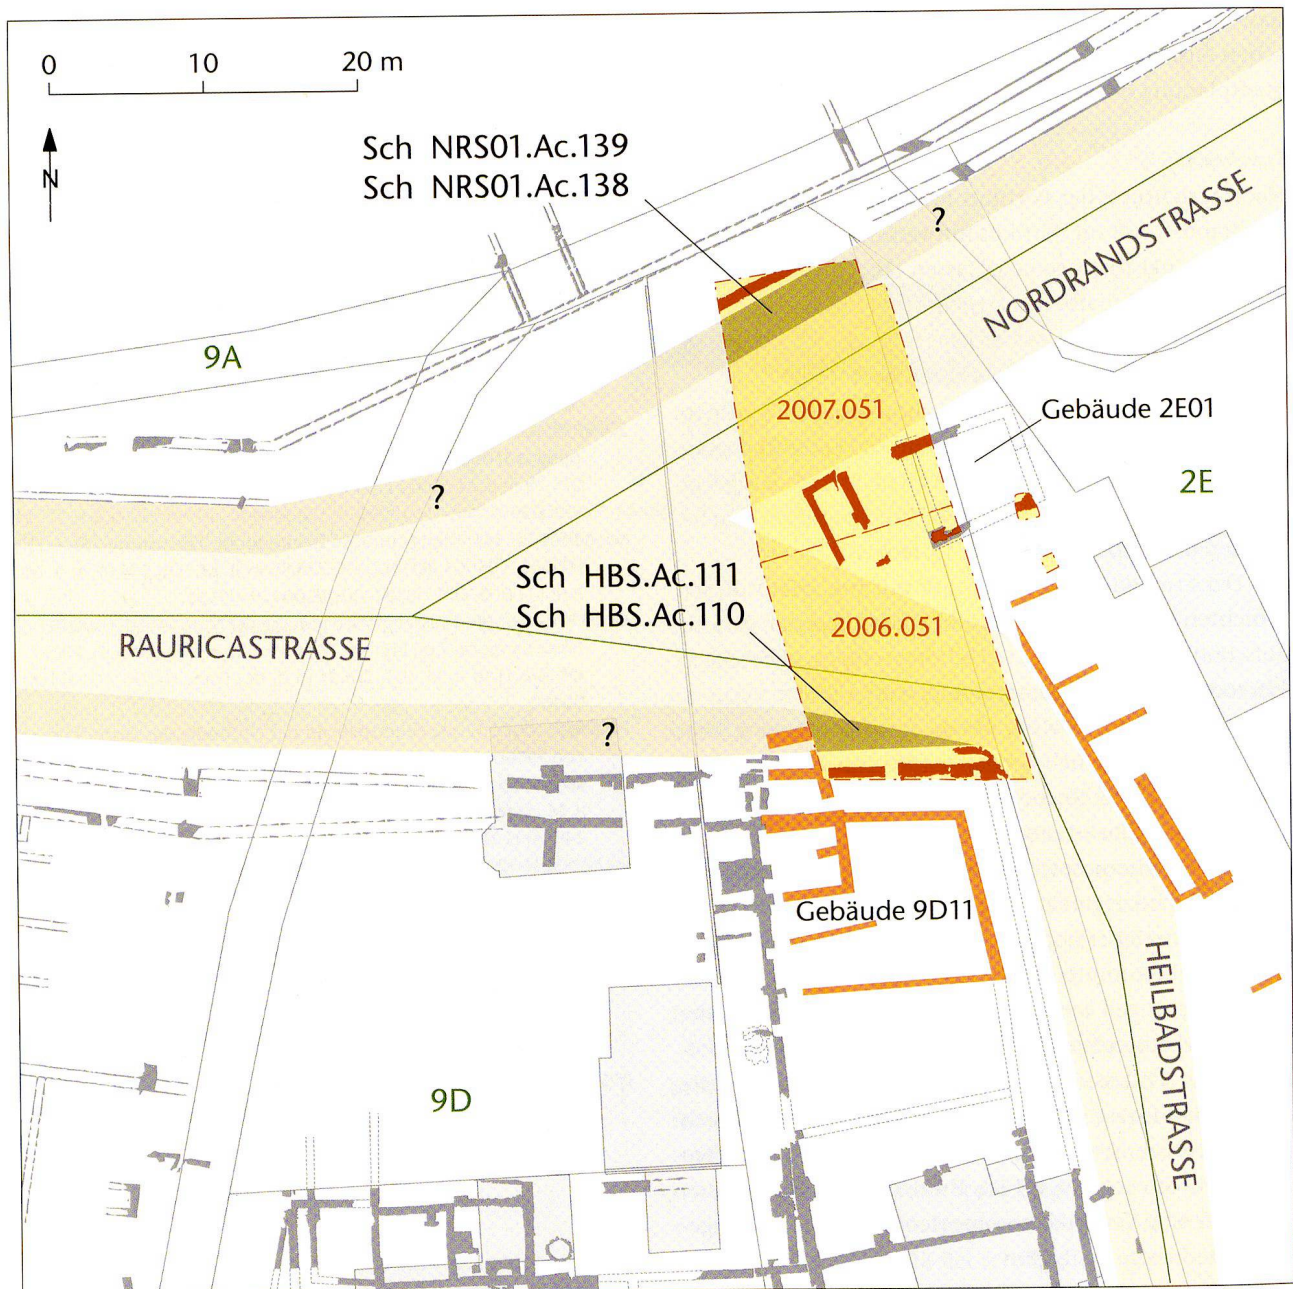 0 10 20 m
N
Sch NRS01.Ac.139
Sch NRS01.Ac.138
?
NORDRANDSTRASSE
9A
2007.051
Gebäude 2E01
2E
?
Sch HBS.Ac.111
Sch HBS.Ac.110
2006.051
RAURICASTRASSE
?
Gebäude 9D11
HEILBADSTRASSE
9D